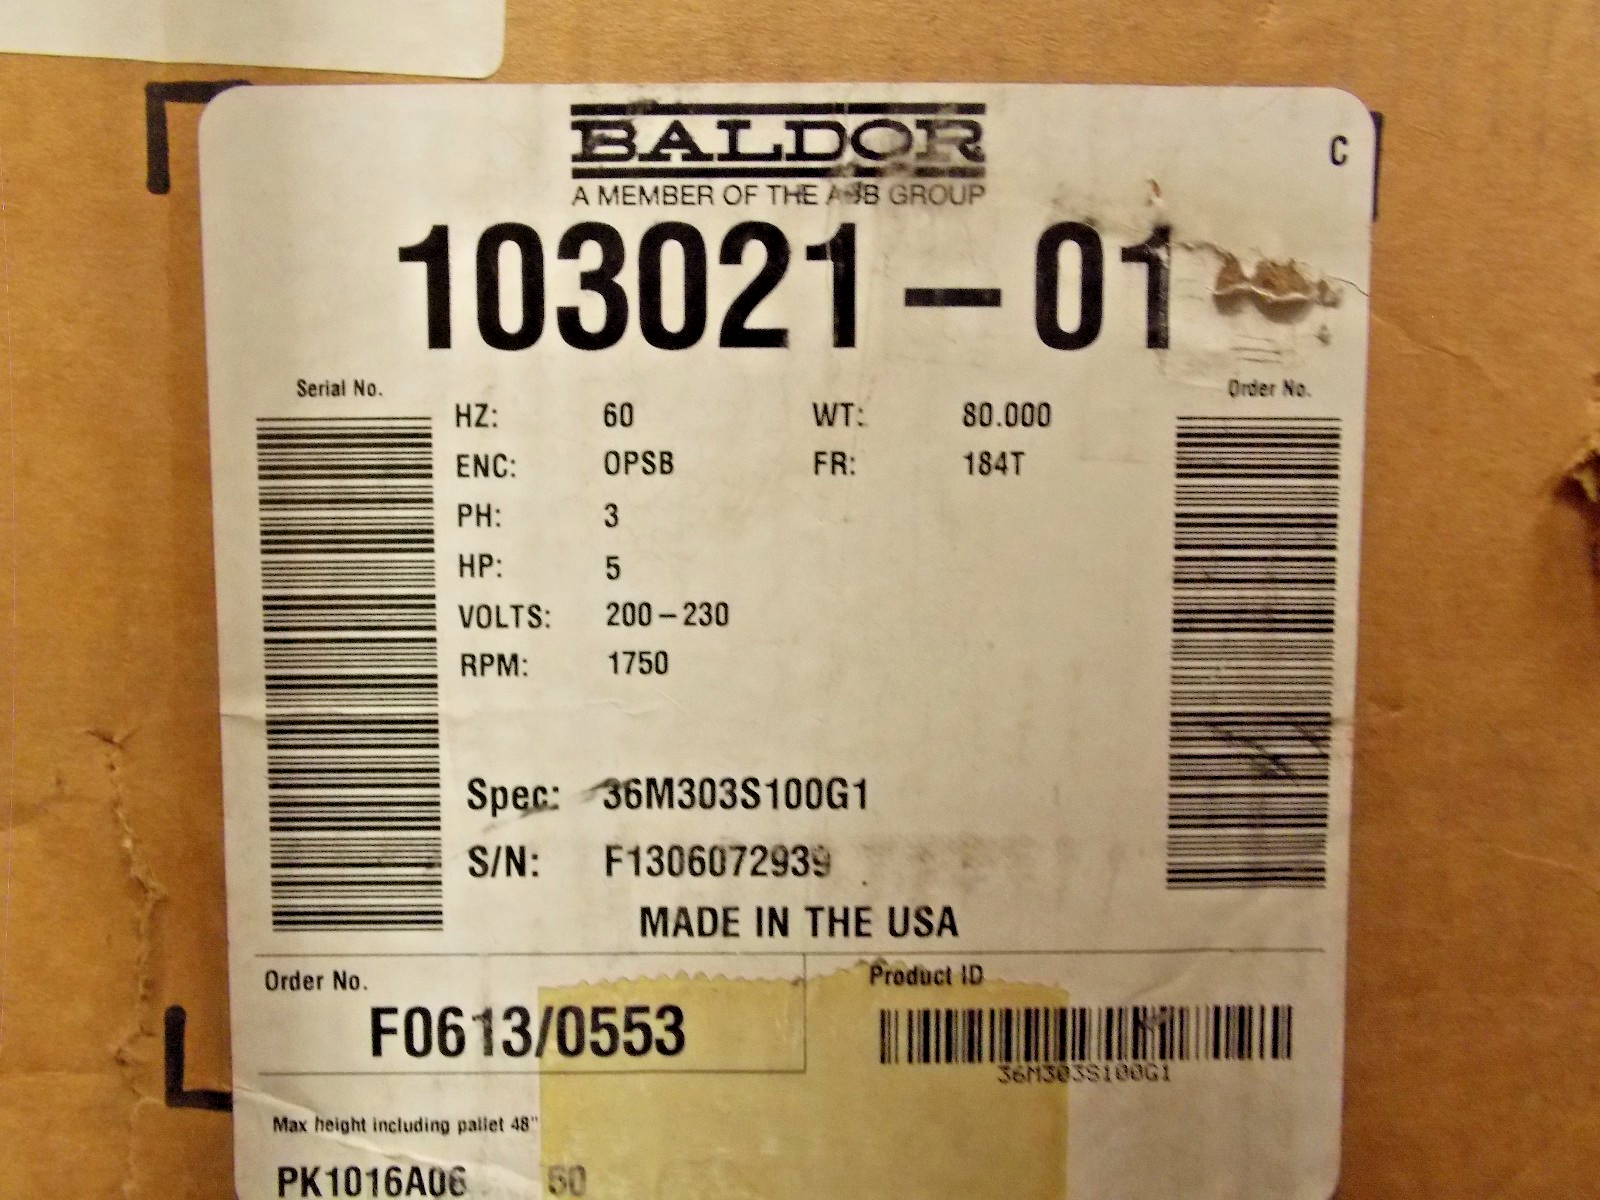 BALDOR
A MEMBER OF THE ABB GROUP
C
103021-01
Serial No.
Order No.
HZ: 60 WT: 80.000
ENC: OPSB FR: 184T
PH: 3
HP: 5
VOLTS: 200-230
RPM: 1750
Spec: 36M303S100G1
S/N: F1306072939
MADE IN THE USA
Order No.
Product ID
F0613/0553
36M303S100G1
Max height including pallet 48"
PK1016A06 50